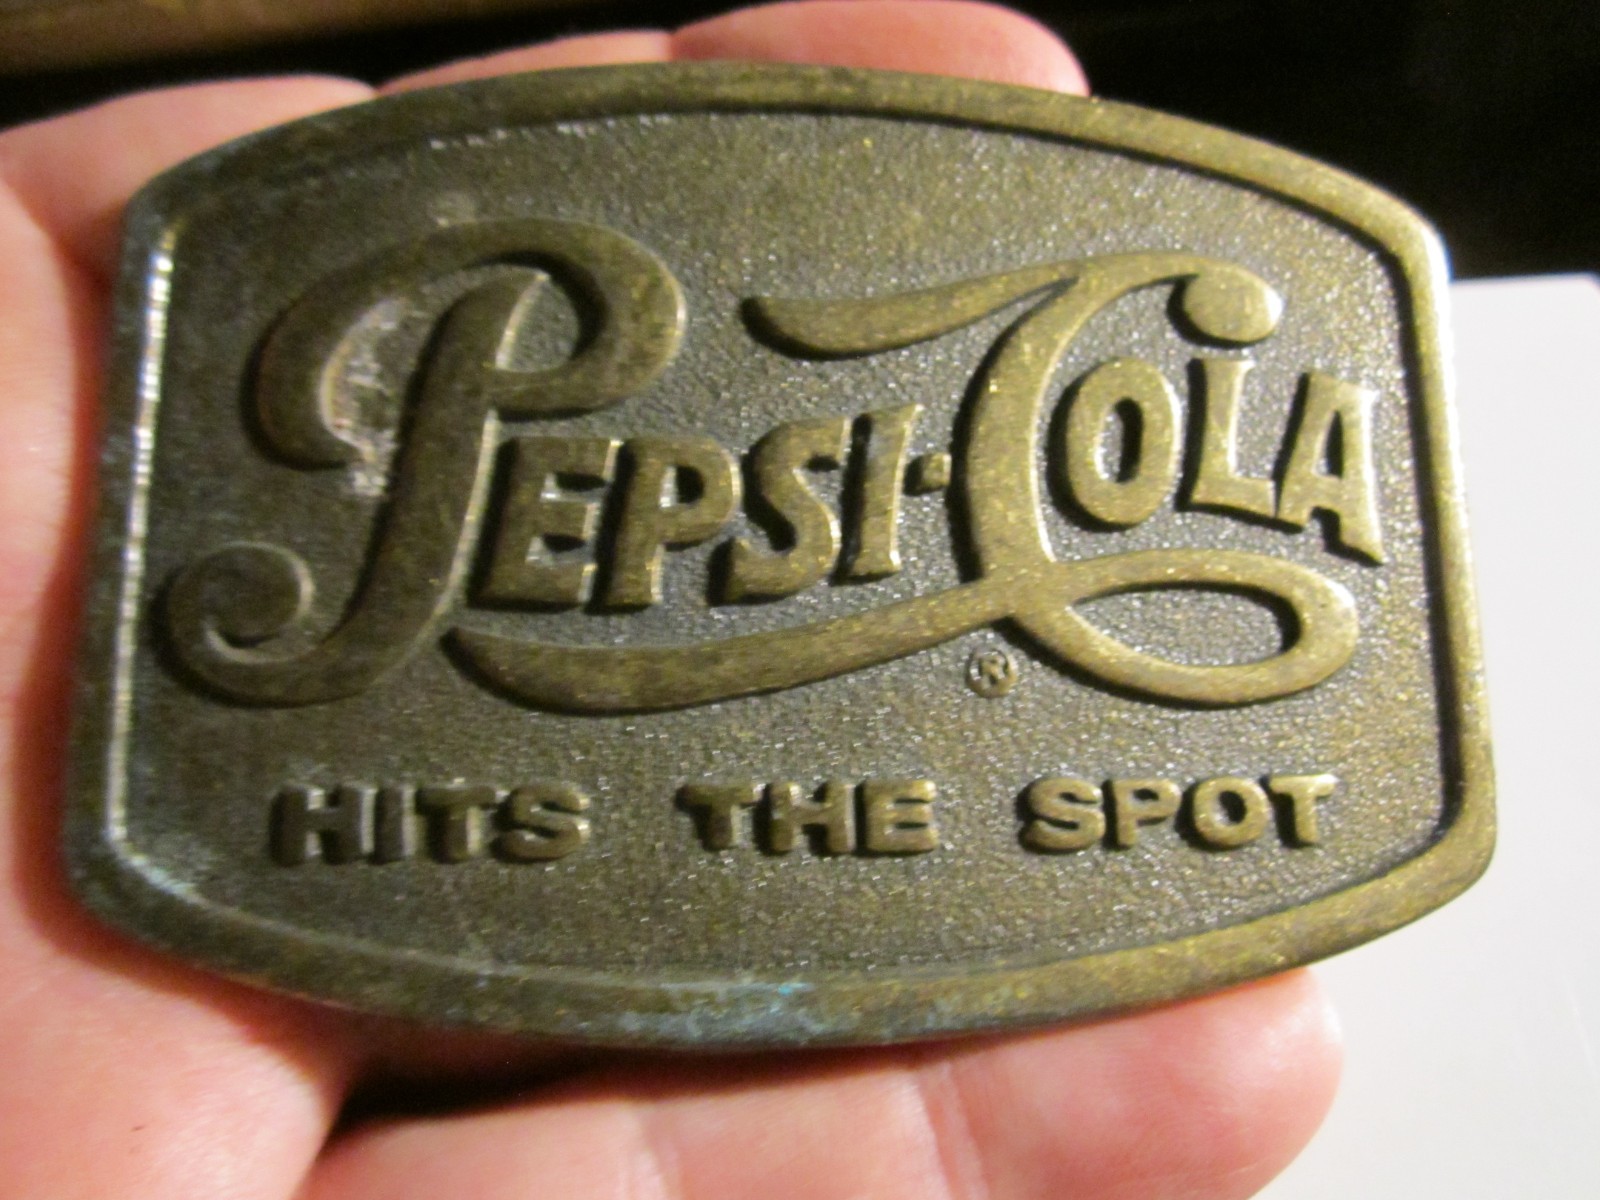 PEPSI-COLA
®
HITS THE SPOT